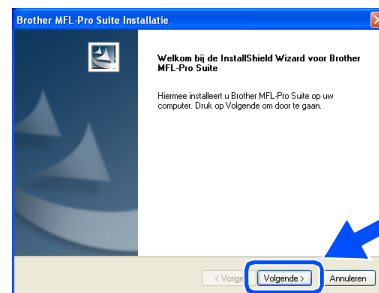 Brother MFL-Pro Suite Installatie
Welkom bij de InstallShield Wizard voor Brother
MFL-Pro Suite
Hiermee installeert u Brother MFL-Pro Suite op uw
computer. Druk op Volgende om door te gaan.
< Vorige Volgende > Annuleren